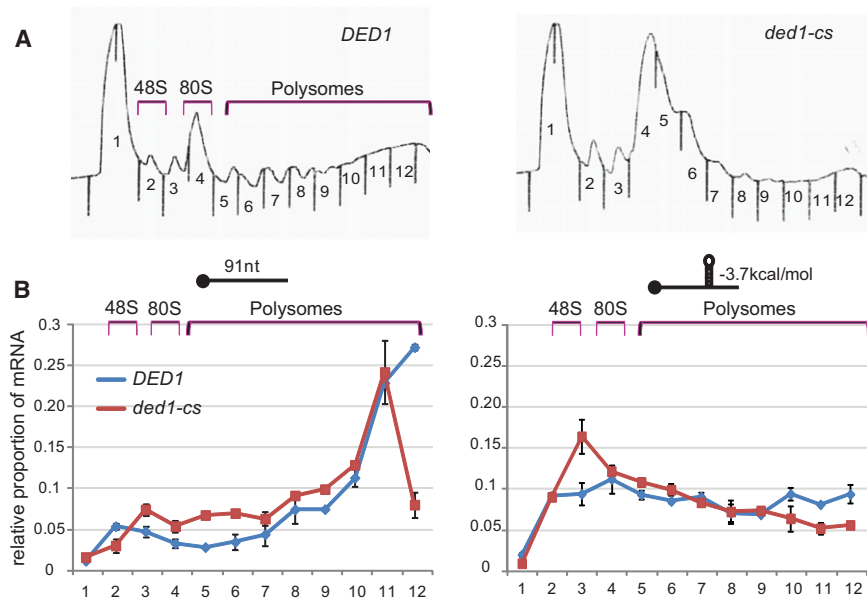 A
DED1
ded1-cs
48S 80S Polysomes
1 2 3 4 5 6 7 8 9 10 11 12
1 2 3 4 5 6 7 8 9 10 11 12
B
91nt
-3.7kcal/mol
48S 80S Polysomes
48S 80S Polysomes
relative proportion of mRNA
0.3
0.25
0.20
0.15
0.1
0.05
0
DED1
ded1-cs
1 2 3 4 5 6 7 8 9 10 11 12
0.3
0.25
0.20
0.15
0.1
0.05
0
1 2 3 4 5 6 7 8 9 10 11 12